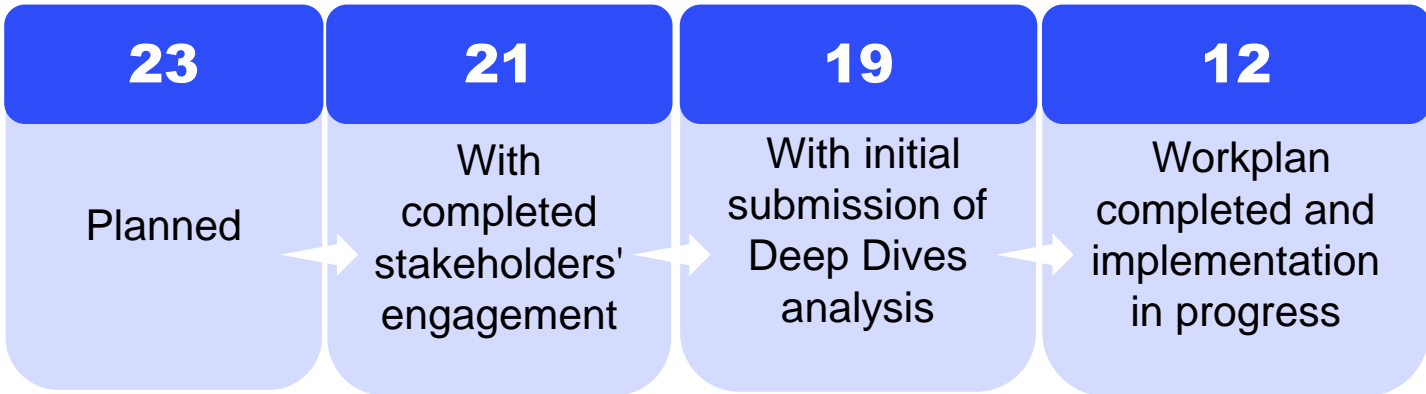 23
Planned
21
With
completed
stakeholders'
engagement
19
With initial
submission of
Deep Dives
analysis
12
Workplan
completed and
implementation
in progress